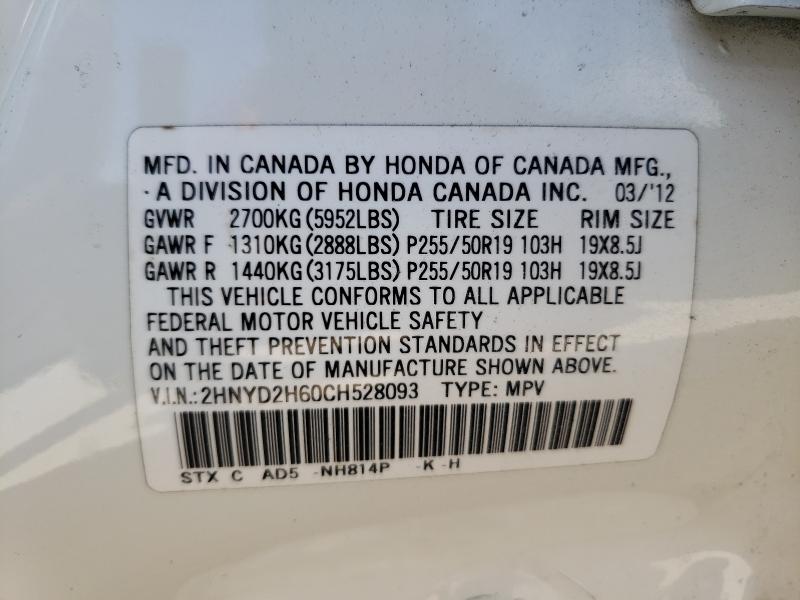 MFD. IN CANADA BY HONDA OF CANADA MFG.,
A DIVISION OF HONDA CANADA INC. 03/'12
GVWR 2700KG(5952LBS) TIRE SIZE RIM SIZE
GAWR F 1310KG(2888LBS) P255/50R19 103H 19X8.5J
GAWR R 1440KG(3175LBS) P255/50R19 103H 19X8.5J
THIS VEHICLE CONFORMS TO ALL APPLICABLE
FEDERAL MOTOR VEHICLE SAFETY
AND THEFT PREVENTION STANDARDS IN EFFECT
ON THE DATE OF MANUFACTURE SHOWN ABOVE.
V.I.N.:2HNYD2H60CH528093 TYPE: MPV
STX C AD5 -NH814P -K -H